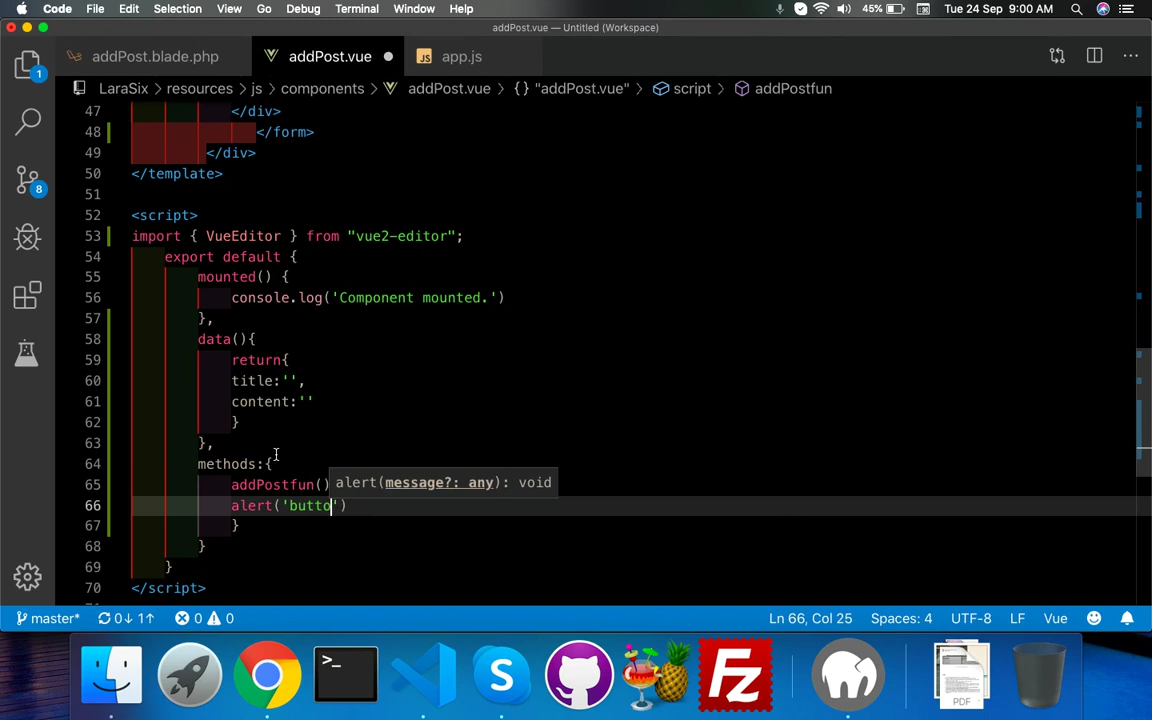 Code File Edit Selection View Go Debug Terminal Window Help 45% Tue 24 Sep 9:00 AM
addPost.vue — Untitled (Workspace)
addPost.blade.php addPost.vue JS app.js
LaraSix > resources > js > components > addPost.vue > {} "addPost.vue" > script > addPostfun
47 </div>
48 </form>
49 </div>
50 </template>
51
52 <script>
53 import { VueEditor } from "vue2-editor";
54 export default {
55 mounted() {
56 console.log('Component mounted.')
57 },
58 data(){
59 return{
60 title:'',
61 content:''
62 }
63 },
64 methods:{
alert(message?: any): void
65 addPostfun()
66 alert('butto')
67 }
68 }
69 }
70 </script>
1
8
master* 0↓ 1↑ 0 0 Ln 66, Col 25 Spaces: 4 UTF-8 LF Vue
>_
S
Fz
PDF